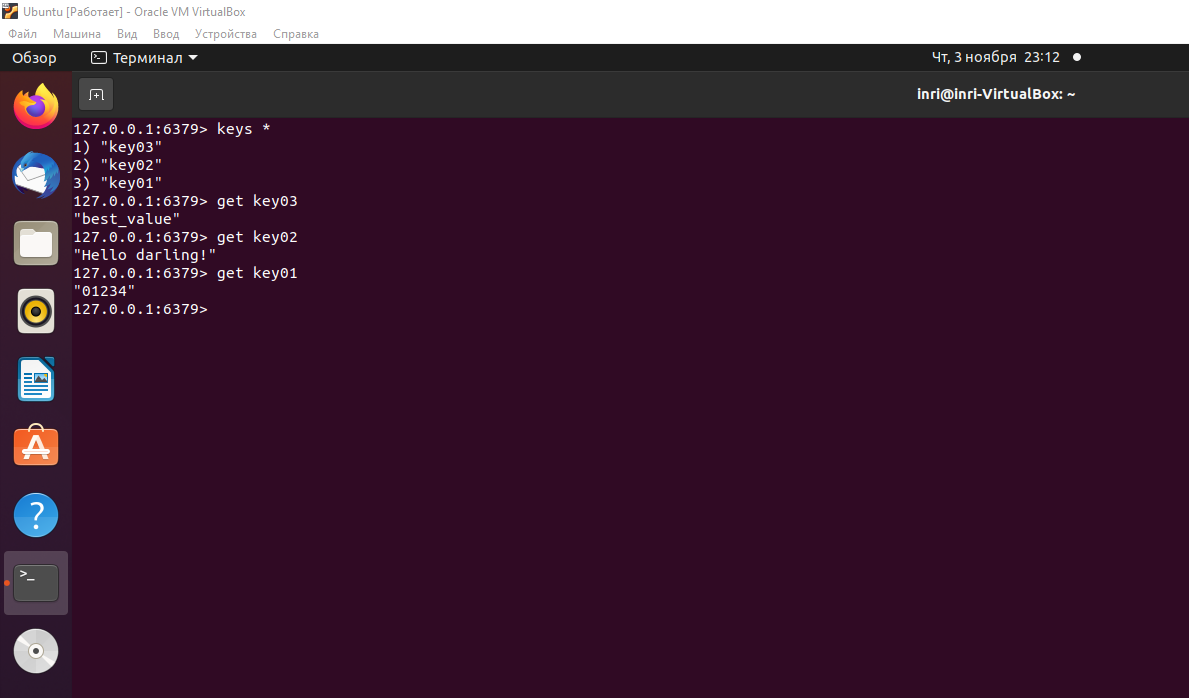 Ubuntu [Работает] - Oracle VM VirtualBox
Файл Машина Вид Ввод Устройства Справка
Обзор Терминал Чт, 3 ноября 23:12
inri@inri-VirtualBox: ~
127.0.0.1:6379> keys *
1) "key03"
2) "key02"
3) "key01"
127.0.0.1:6379> get key03
"best_value"
127.0.0.1:6379> get key02
"Hello darling!"
127.0.0.1:6379> get key01
"01234"
127.0.0.1:6379>